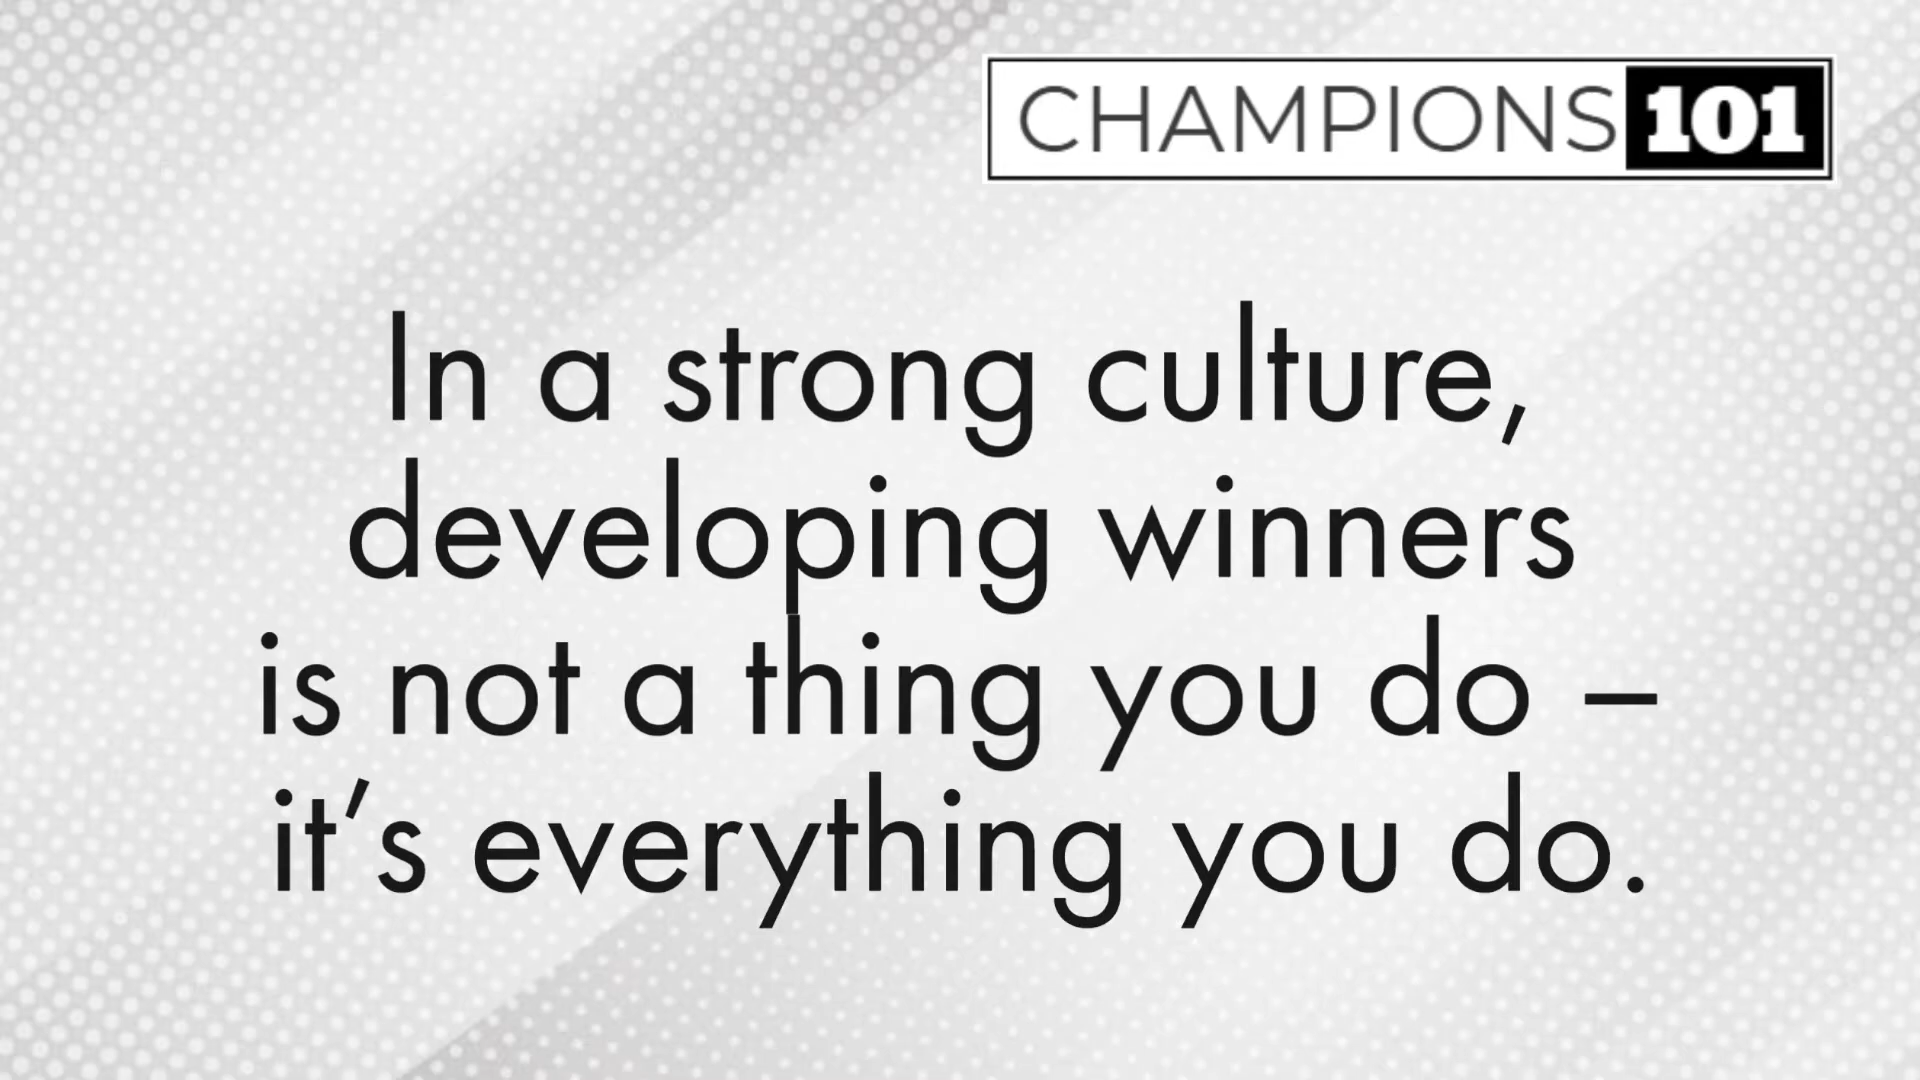 CHAMPIONS 101
In a strong culture,
developing winners
is not a thing you do –
it’s everything you do.